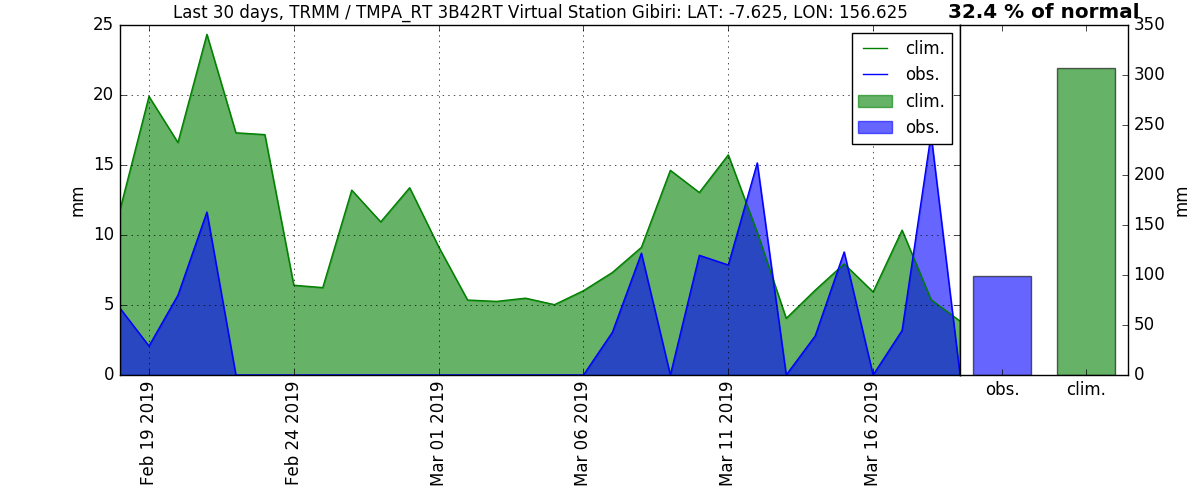 Last 30 days, TRMM / TMPA_RT 3B42RT Virtual Station Gibiri: LAT: -7.625, LON: 156.625
32.4 % of normal
25
20
15
10
5
0
mm
clim.
obs.
clim.
obs.
Feb 19 2019
Feb 24 2019
Mar 01 2019
Mar 06 2019
Mar 11 2019
Mar 16 2019
350
300
250
200
150
100
50
0
mm
obs.
clim.